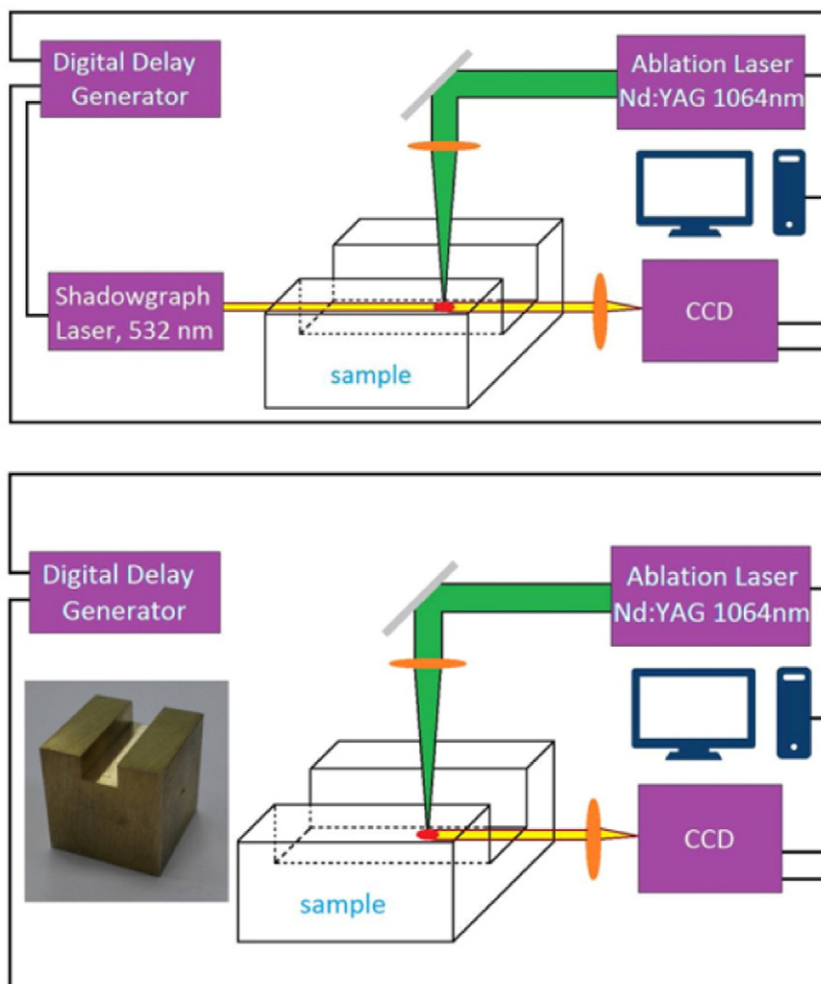 Digital Delay
Generator
Ablation Laser
Nd:YAG 1064nm
Shadowgraph
Laser, 532 nm
CCD
sample
Digital Delay
Generator
Ablation Laser
Nd:YAG 1064nm
CCD
sample